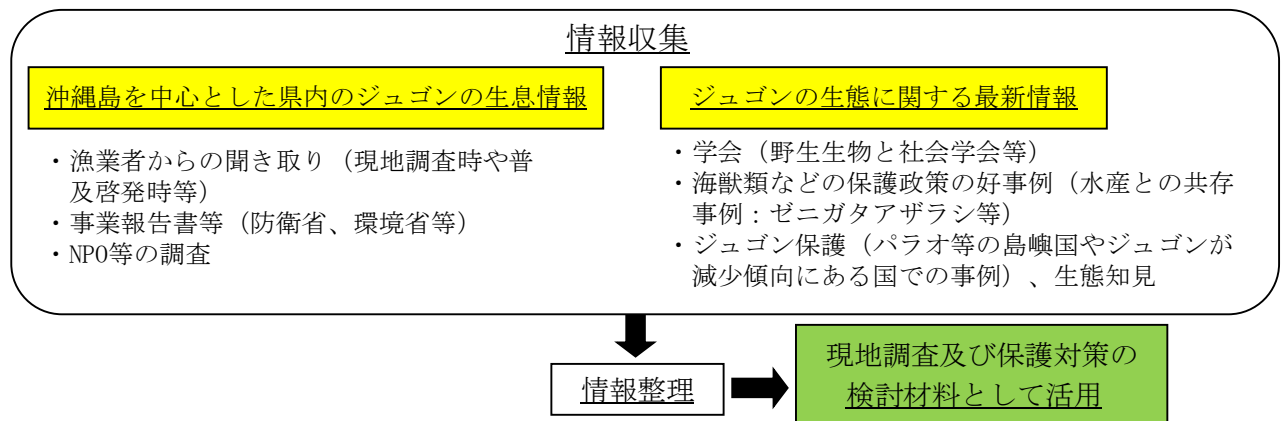 情報収集
沖縄島を中心とした県内のジュゴンの生息情報
・漁業者からの聞き取り（現地調査時や普
及啓発時等）
・事業報告書等（防衛省、環境省等）
・NPO等の調査
ジュゴンの生態に関する最新情報
・学会（野生生物と社会学会等）
・海獣類などの保護政策の好事例（水産との共存
事例：ゼニガタアザラシ等）
・ジュゴン保護（パラオ等の島嶼国やジュゴンが
減少傾向にある国での事例）、生態知見
情報整理
現地調査及び保護対策の
検討材料として活用